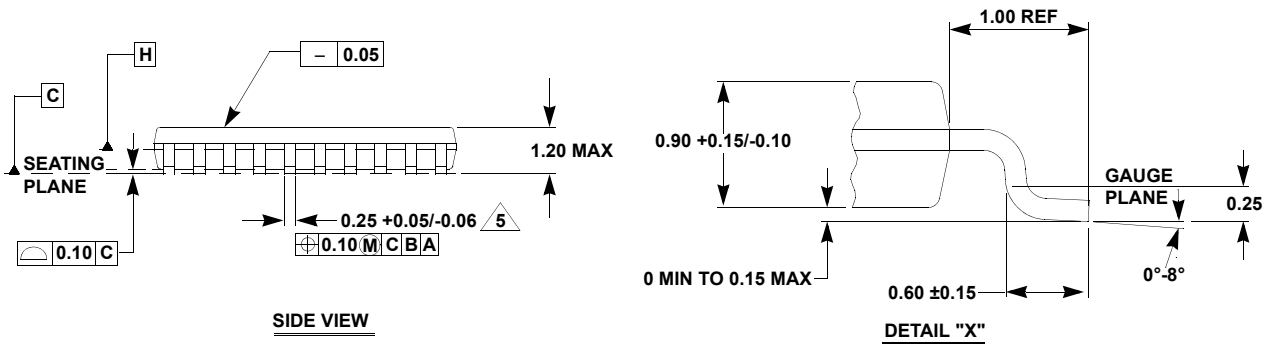 H
– 0.05
C
SEATING
PLANE
1.20 MAX
0.25 +0.05/-0.06 5
⌖ 0.10 Ⓜ C B A
⌓ 0.10 C
SIDE VIEW
1.00 REF
0.90 +0.15/-0.10
GAUGE
PLANE
0.25
0 MIN TO 0.15 MAX
0°-8°
0.60 ±0.15
DETAIL "X"